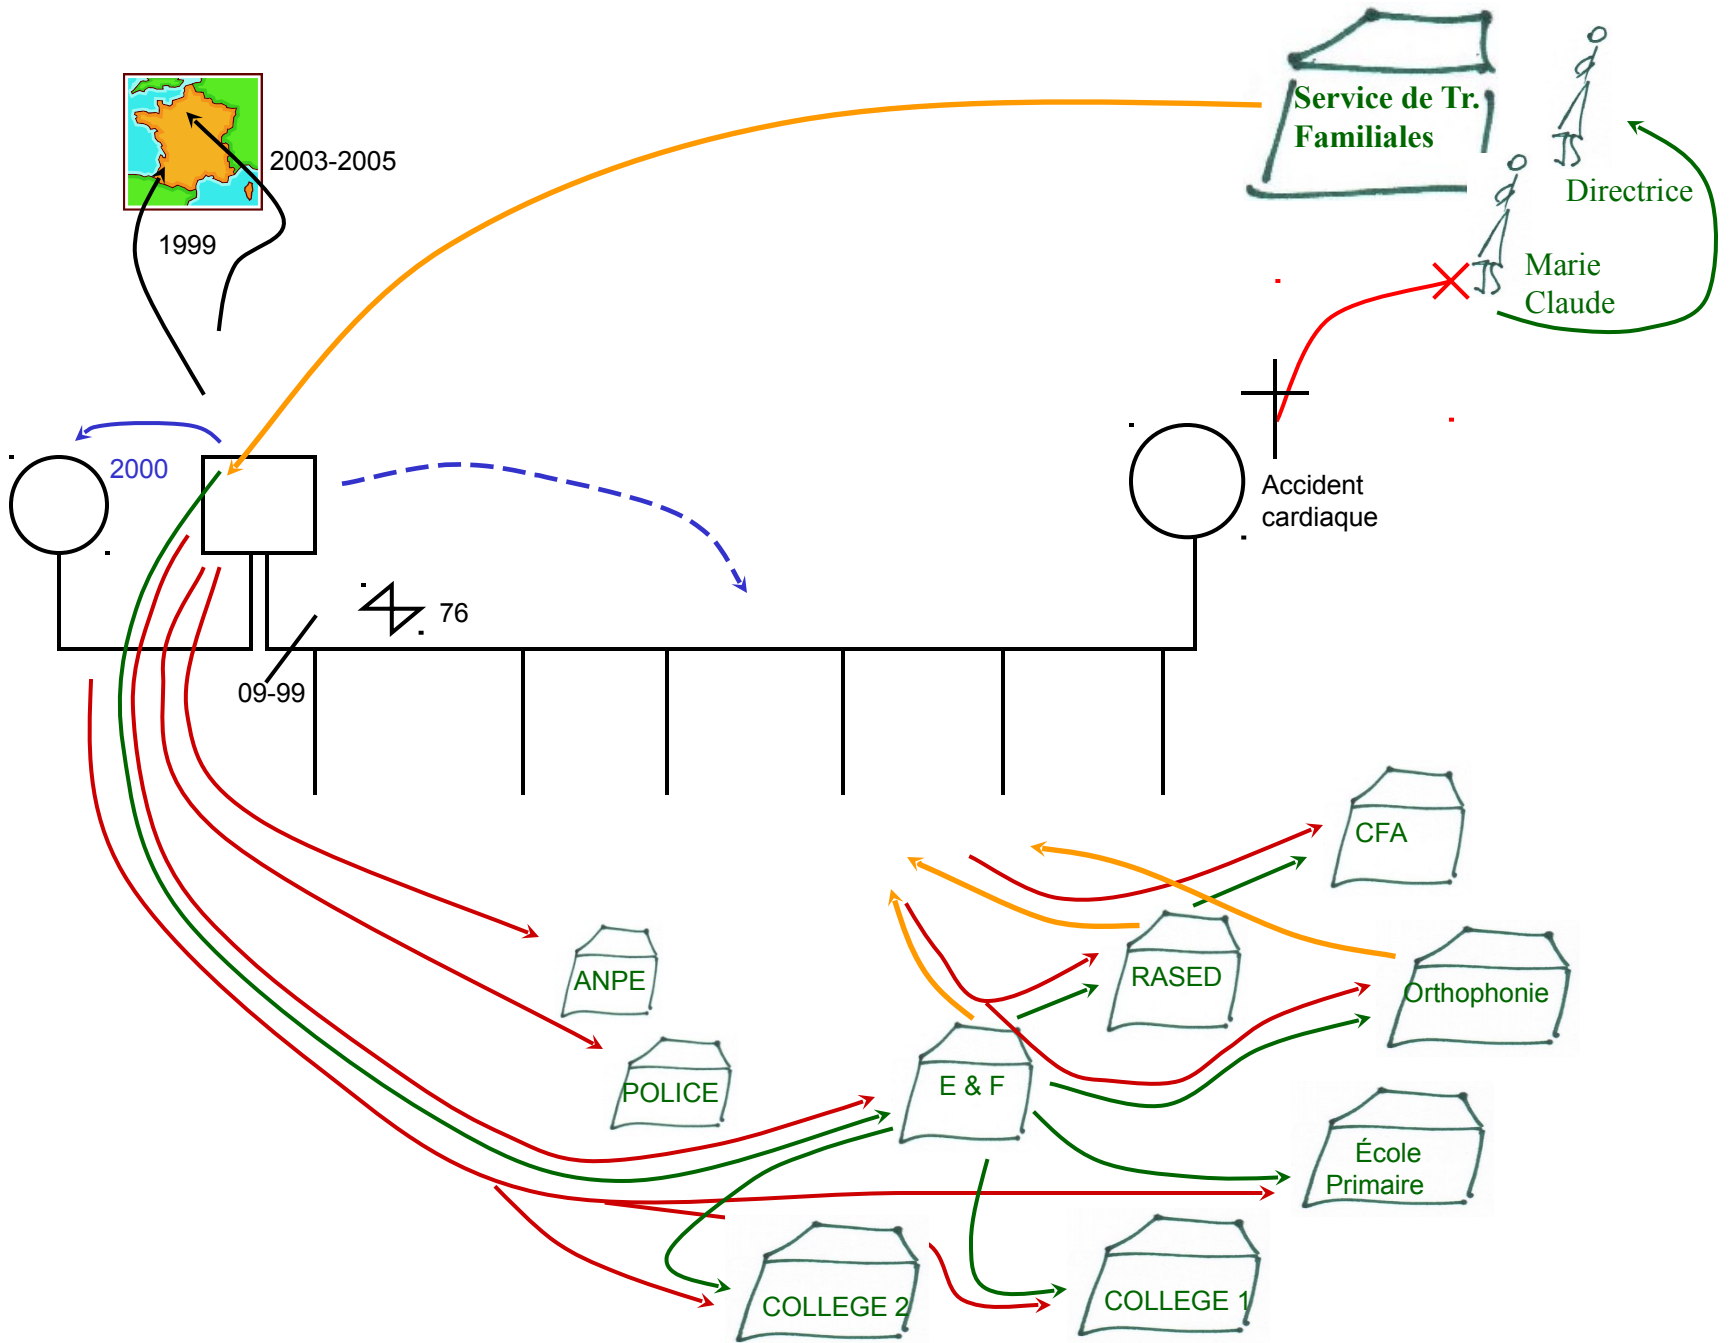 Service de Tr.
Familiales
2003-2005
Directrice
1999
Marie
Claude
2000
Accident
cardiaque
76
09-99
CFA
ANPE
RASED
Orthophonie
POLICE
E & F
École
Primaire
COLLEGE 2
COLLEGE 1